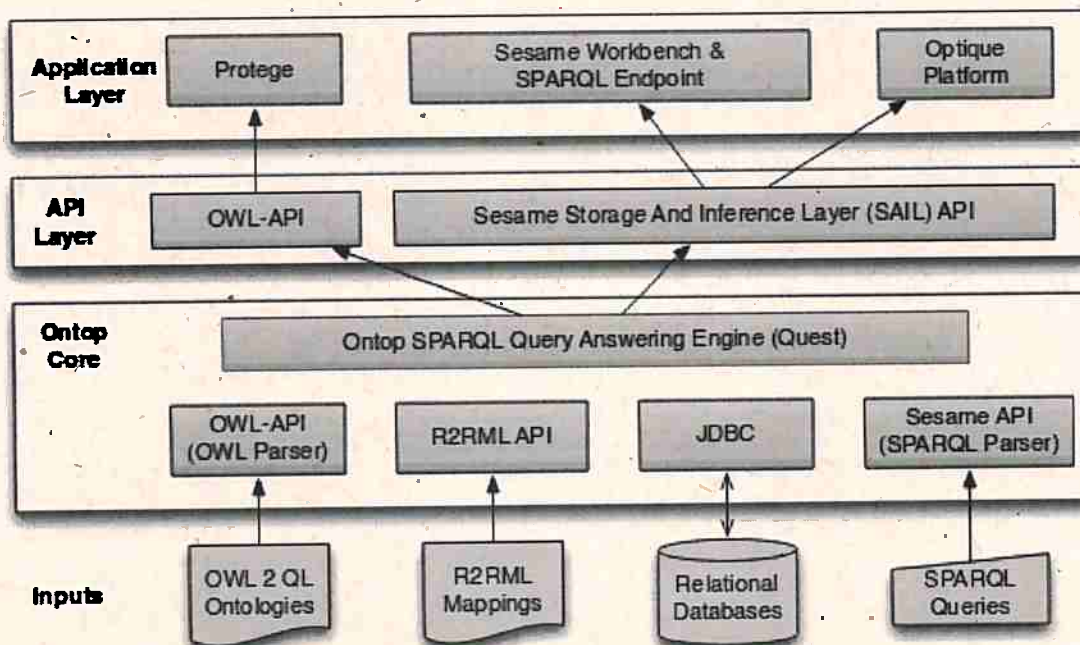 Application
Layer
Protege
Sesame Workbench &
SPARQL Endpoint
Optique
Platform
API
Layer
OWL-API
Sesame Storage And Inference Layer (SAIL) API
Ontop
Core
Ontop SPARQL Query Answering Engine (Quest)
OWL-API
(OWL Parser)
R2RML API
JDBC
Sesame API
(SPARQL Parser)
Inputs
OWL 2 QL
Ontologies
R2RML
Mappings
Relational
Databases
SPARQL
Queries